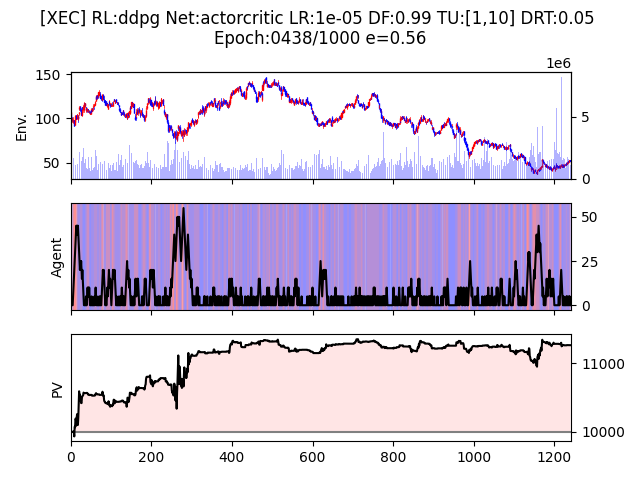 [XEC] RL:ddpg Net:actorcritic LR:1e-05 DF:0.99 TU:[1,10] DRT:0.05
Epoch:0438/1000 e=0.56
1e6
150
100
50
Env.
5
0
Agent
50
25
0
PV
11000
10000
0 200 400 600 800 1000 1200